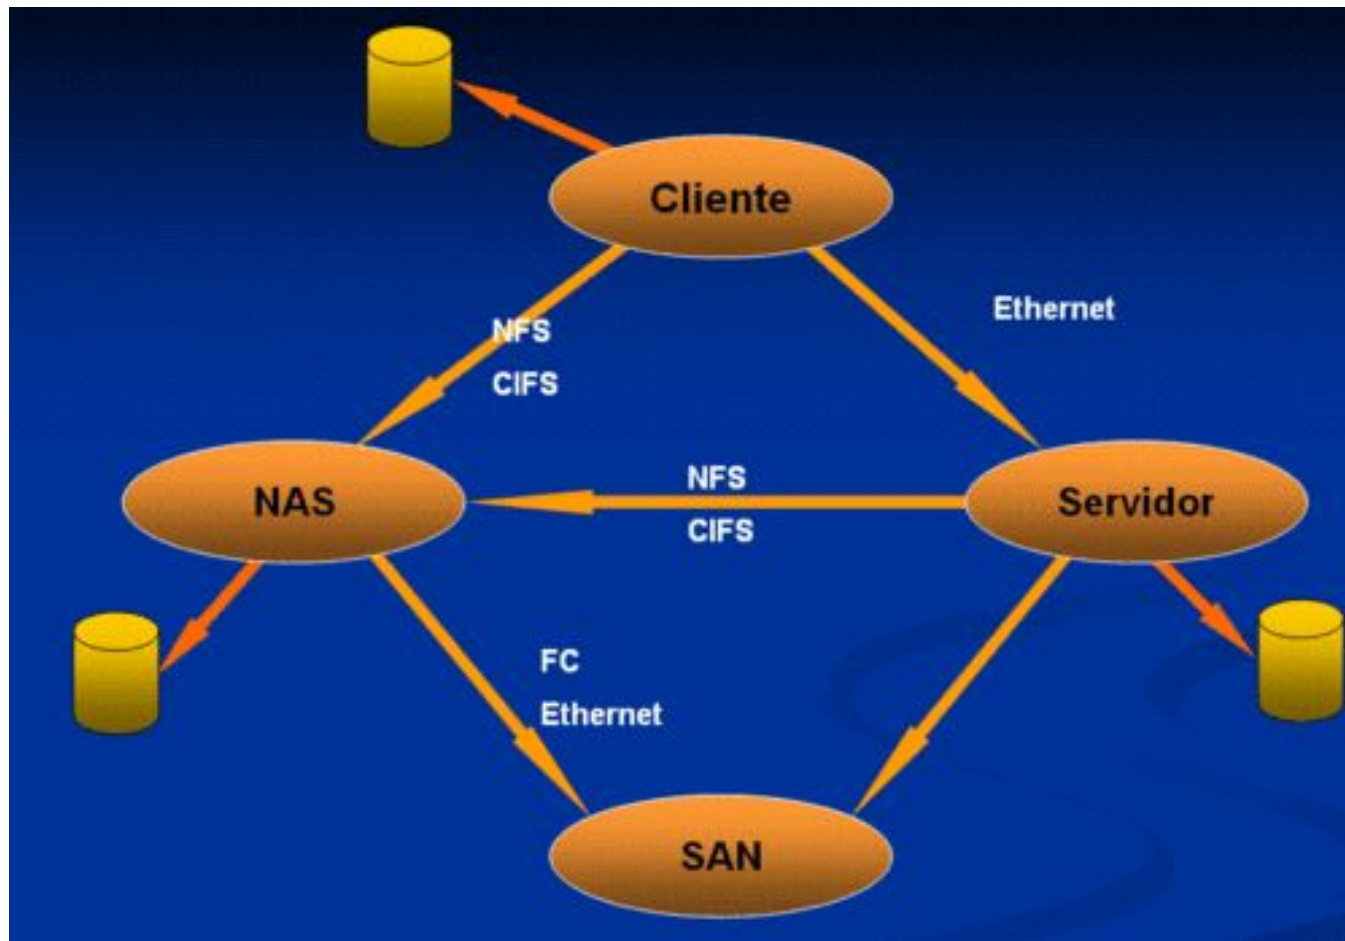 Cliente
Ethernet
NFS
CIFS
NAS
NFS
CIFS
Servidor
FC
Ethernet
SAN